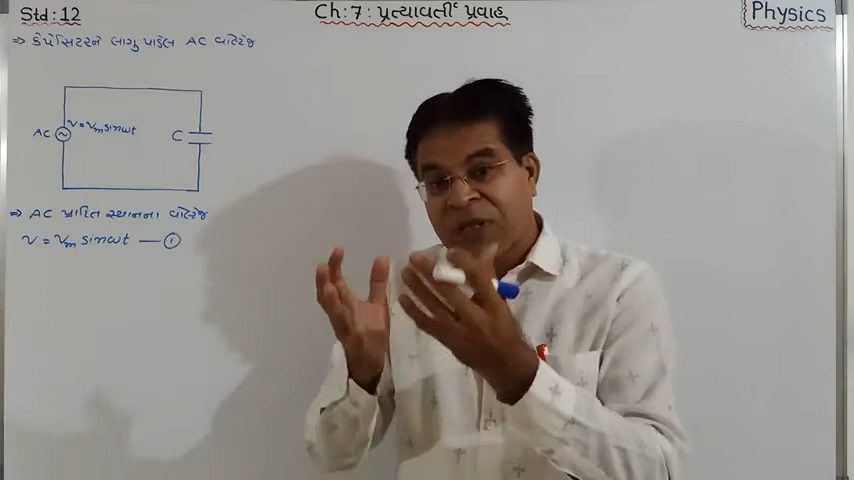 Std: 12
Ch: 7: પ્રત્યાવર્તી પ્રવાહ
Physics
⇒ કેપેસિટરને લાગુ પાડેલ AC વોલ્ટેજ
AC
v = vm sinωt
C
⇒ AC પ્રાપ્તિ સ્થાનના વોલ્ટેજ
v = vm sinωt — ①